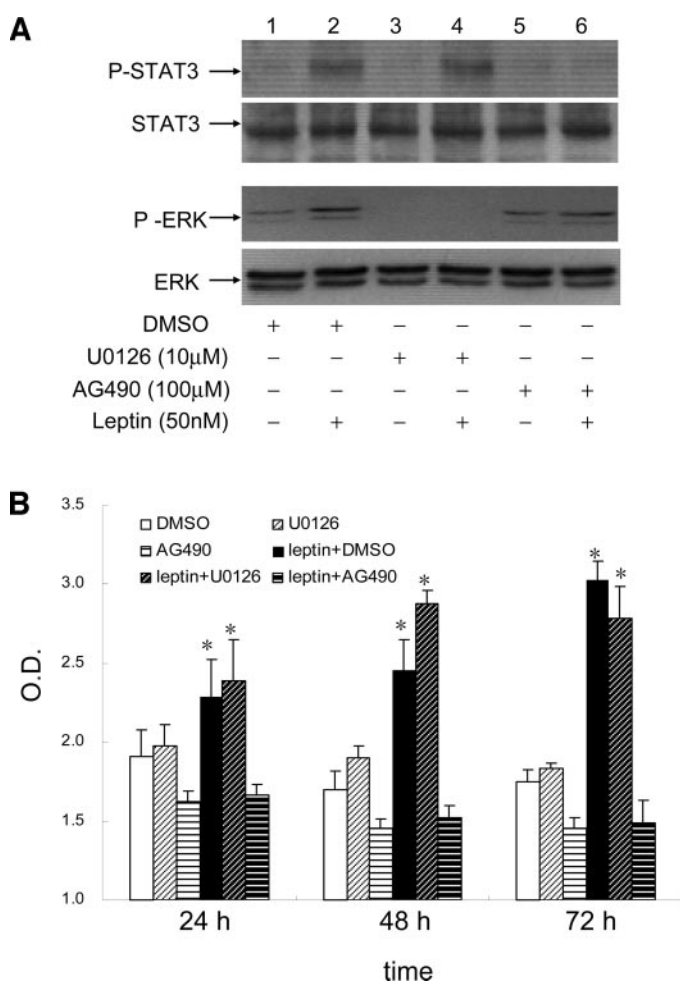 A
1 2 3 4 5 6
P-STAT3
STAT3
P -ERK
ERK
DMSO + + − − − −
U0126 (10μM) − − + + − −
AG490 (100μM) − − − − + +
Leptin (50nM) − + − + − +
B
3.5
DMSO U0126
AG490 leptin+DMSO
leptin+U0126 leptin+AG490
3.0
2.5
2.0
1.5
1.0
O.D.
* * * * * *
24 h 48 h 72 h
time